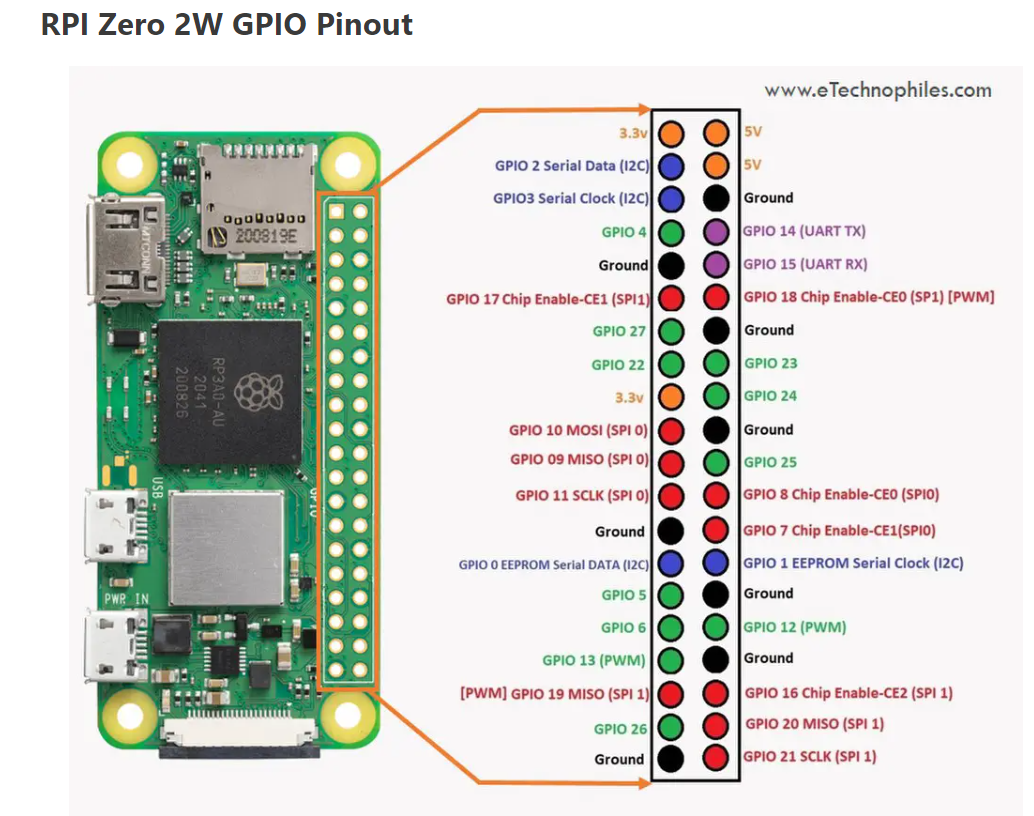 RPI Zero 2W GPIO Pinout
www.eTechnophiles.com
3.3v 5V
GPIO 2 Serial Data (I2C) 5V
GPIO3 Serial Clock (I2C) Ground
GPIO 4 GPIO 14 (UART TX)
Ground GPIO 15 (UART RX)
GPIO 17 Chip Enable-CE1 (SPI1) GPIO 18 Chip Enable-CE0 (SP1) [PWM]
GPIO 27 Ground
GPIO 22 GPIO 23
3.3v GPIO 24
GPIO 10 MOSI (SPI 0) Ground
GPIO 09 MISO (SPI 0) GPIO 25
GPIO 11 SCLK (SPI 0) GPIO 8 Chip Enable-CE0 (SPI0)
Ground GPIO 7 Chip Enable-CE1(SPI0)
GPIO 0 EEPROM Serial DATA (I2C) GPIO 1 EEPROM Serial Clock (I2C)
GPIO 5 Ground
GPIO 6 GPIO 12 (PWM)
GPIO 13 (PWM) Ground
[PWM] GPIO 19 MISO (SPI 1) GPIO 16 Chip Enable-CE2 (SPI 1)
GPIO 26 GPIO 20 MISO (SPI 1)
Ground GPIO 21 SCLK (SPI 1)
200819E
MTCONN
RP3A0-AU
2041
200826
USB
PWR IN